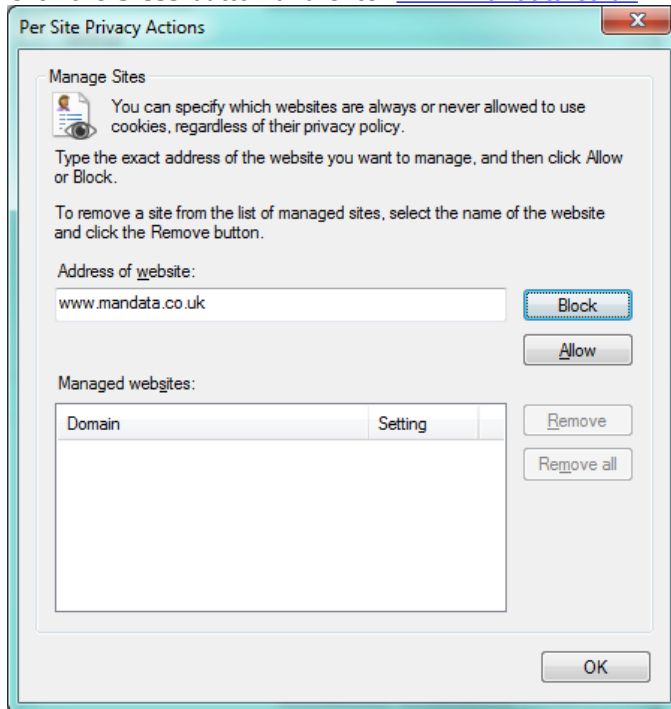 Per Site Privacy Actions
X
Manage Sites
You can specify which websites are always or never allowed to use
cookies, regardless of their privacy policy.
Type the exact address of the website you want to manage, and then click Allow
or Block.
To remove a site from the list of managed sites, select the name of the website
and click the Remove button.
Address of website:
www.mandata.co.uk
Block
Allow
Managed websites:
Domain Setting
Remove
Remove all
OK